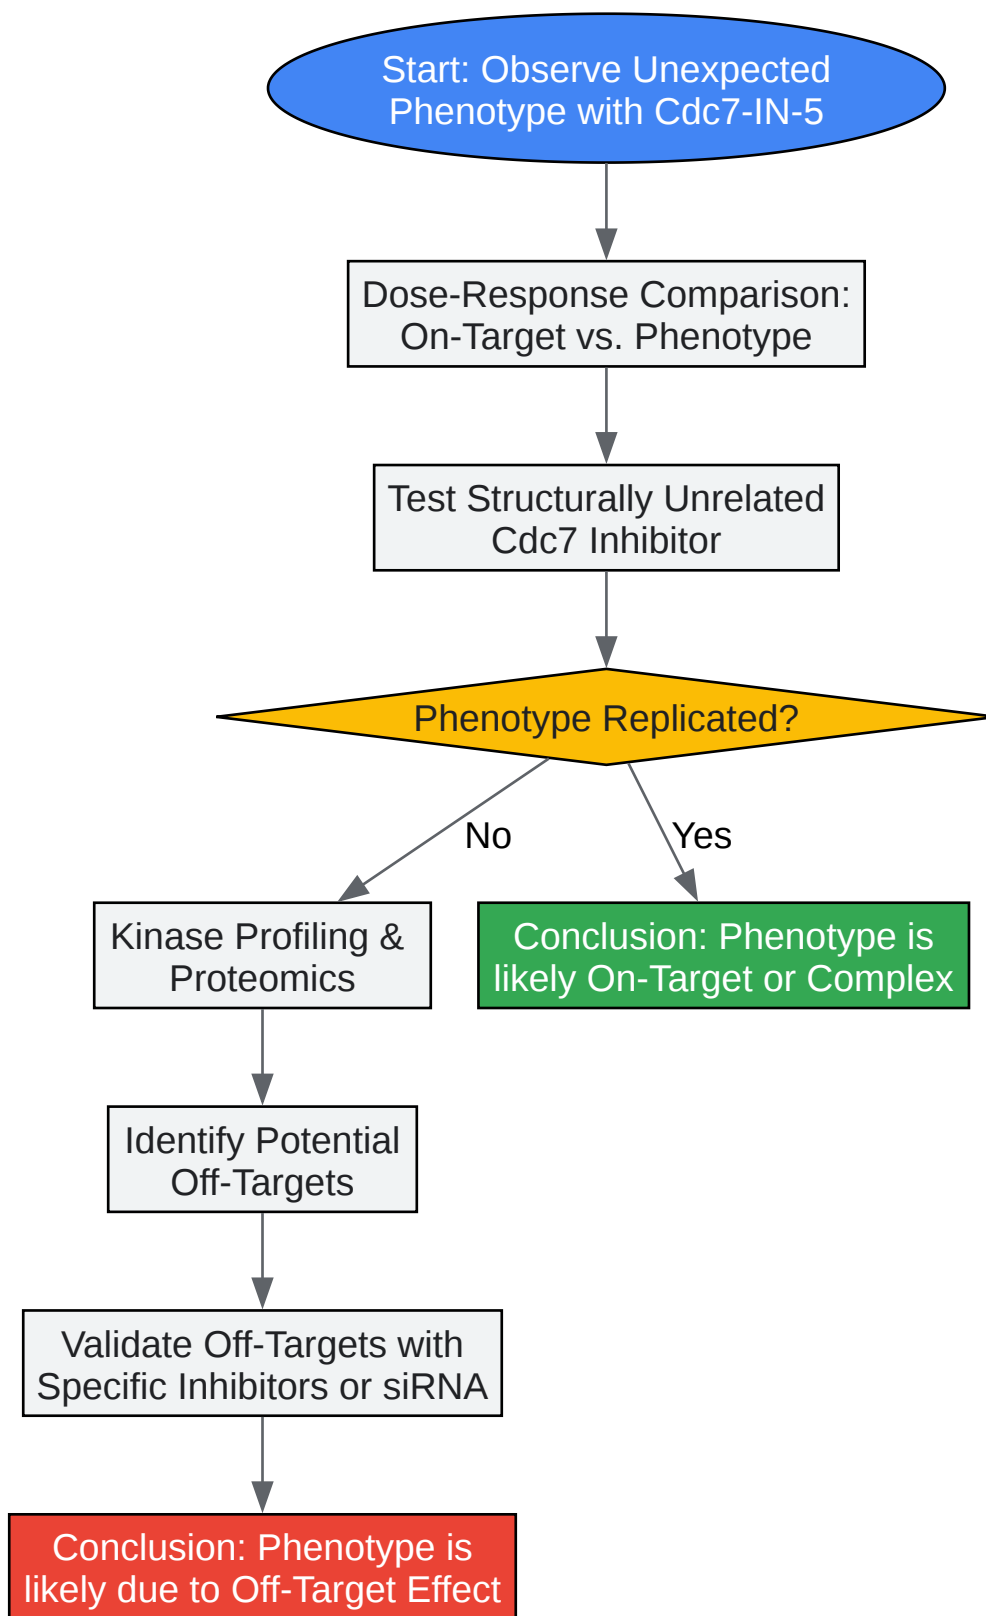 Start: Observe Unexpected
Phenotype with Cdc7-IN-5
Dose-Response Comparison:
On-Target vs. Phenotype
Test Structurally Unrelated
Cdc7 Inhibitor
Phenotype Replicated?
No
Yes
Kinase Profiling &
Proteomics
Conclusion: Phenotype is
likely On-Target or Complex
Identify Potential
Off-Targets
Validate Off-Targets with
Specific Inhibitors or siRNA
Conclusion: Phenotype is
likely due to Off-Target Effect